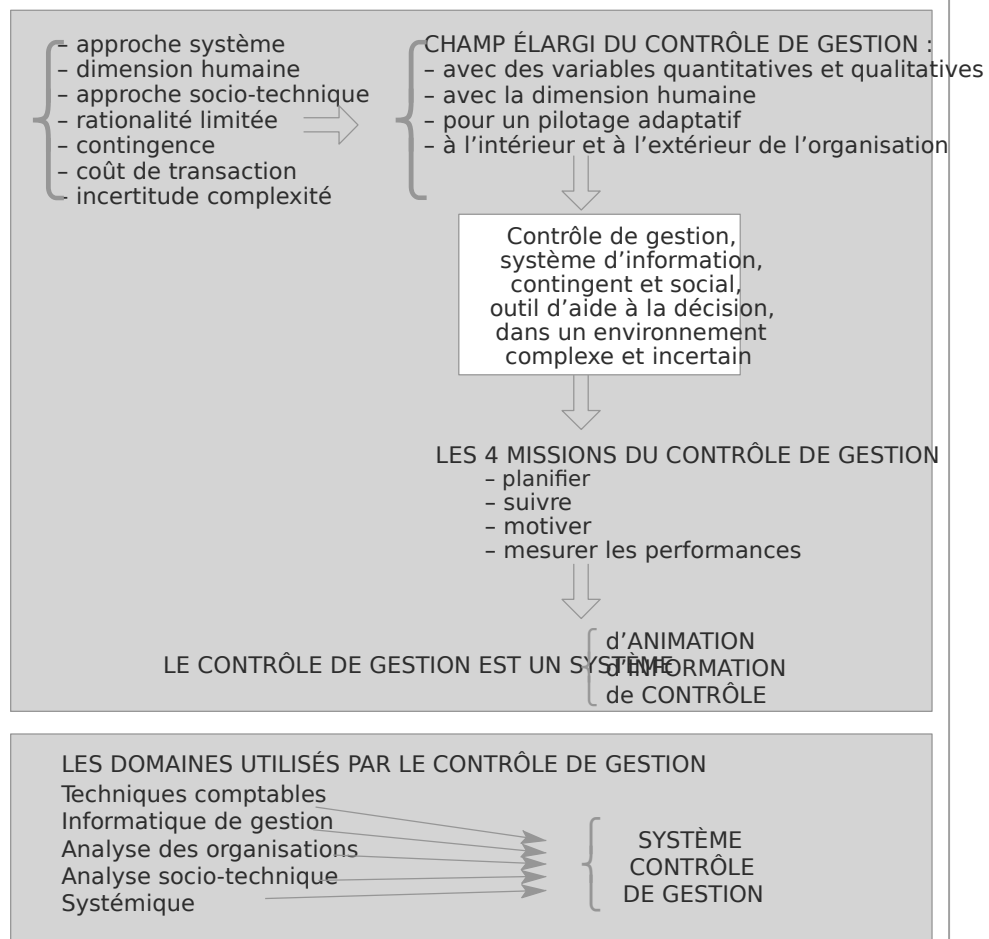 – approche système
– dimension humaine
– approche socio-technique
– rationalité limitée
– contingence
– coût de transaction
- incertitude complexité
CHAMP ÉLARGI DU CONTRÔLE DE GESTION :
– avec des variables quantitatives et qualitatives
– avec la dimension humaine
– pour un pilotage adaptatif
– à l’intérieur et à l’extérieur de l’organisation
Contrôle de gestion,
système d’information,
contingent et social,
outil d’aide à la décision,
dans un environnement
complexe et incertain
LES 4 MISSIONS DU CONTRÔLE DE GESTION
– planifier
– suivre
– motiver
– mesurer les performances
LE CONTRÔLE DE GESTION EST UN SYSTÈME
d’ANIMATION
d’INFORMATION
de CONTRÔLE
LES DOMAINES UTILISÉS PAR LE CONTRÔLE DE GESTION
Techniques comptables
Informatique de gestion
Analyse des organisations
Analyse socio-technique
Systémique
SYSTÈME
CONTRÔLE
DE GESTION